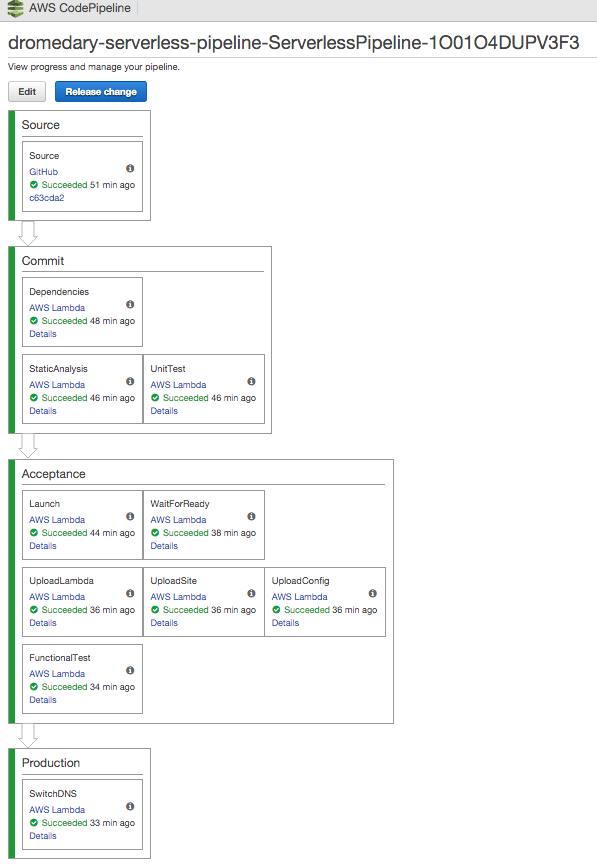 AWS CodePipeline
dromedary-serverless-pipeline-ServerlessPipeline-1O01O4DUPV3F3
View progress and manage your pipeline.
Edit Release change
Source
Source
GitHub
Succeeded 51 min ago
c63cda2
Commit
Dependencies
AWS Lambda
Succeeded 48 min ago
Details
StaticAnalysis UnitTest
AWS Lambda AWS Lambda
Succeeded 46 min ago Succeeded 46 min ago
Details Details
Acceptance
Launch WaitForReady
AWS Lambda AWS Lambda
Succeeded 44 min ago Succeeded 38 min ago
Details Details
UploadLambda UploadSite UploadConfig
AWS Lambda AWS Lambda AWS Lambda
Succeeded 36 min ago Succeeded 36 min ago Succeeded 36 min ago
Details Details Details
FunctionalTest
AWS Lambda
Succeeded 34 min ago
Details
Production
SwitchDNS
AWS Lambda
Succeeded 33 min ago
Details